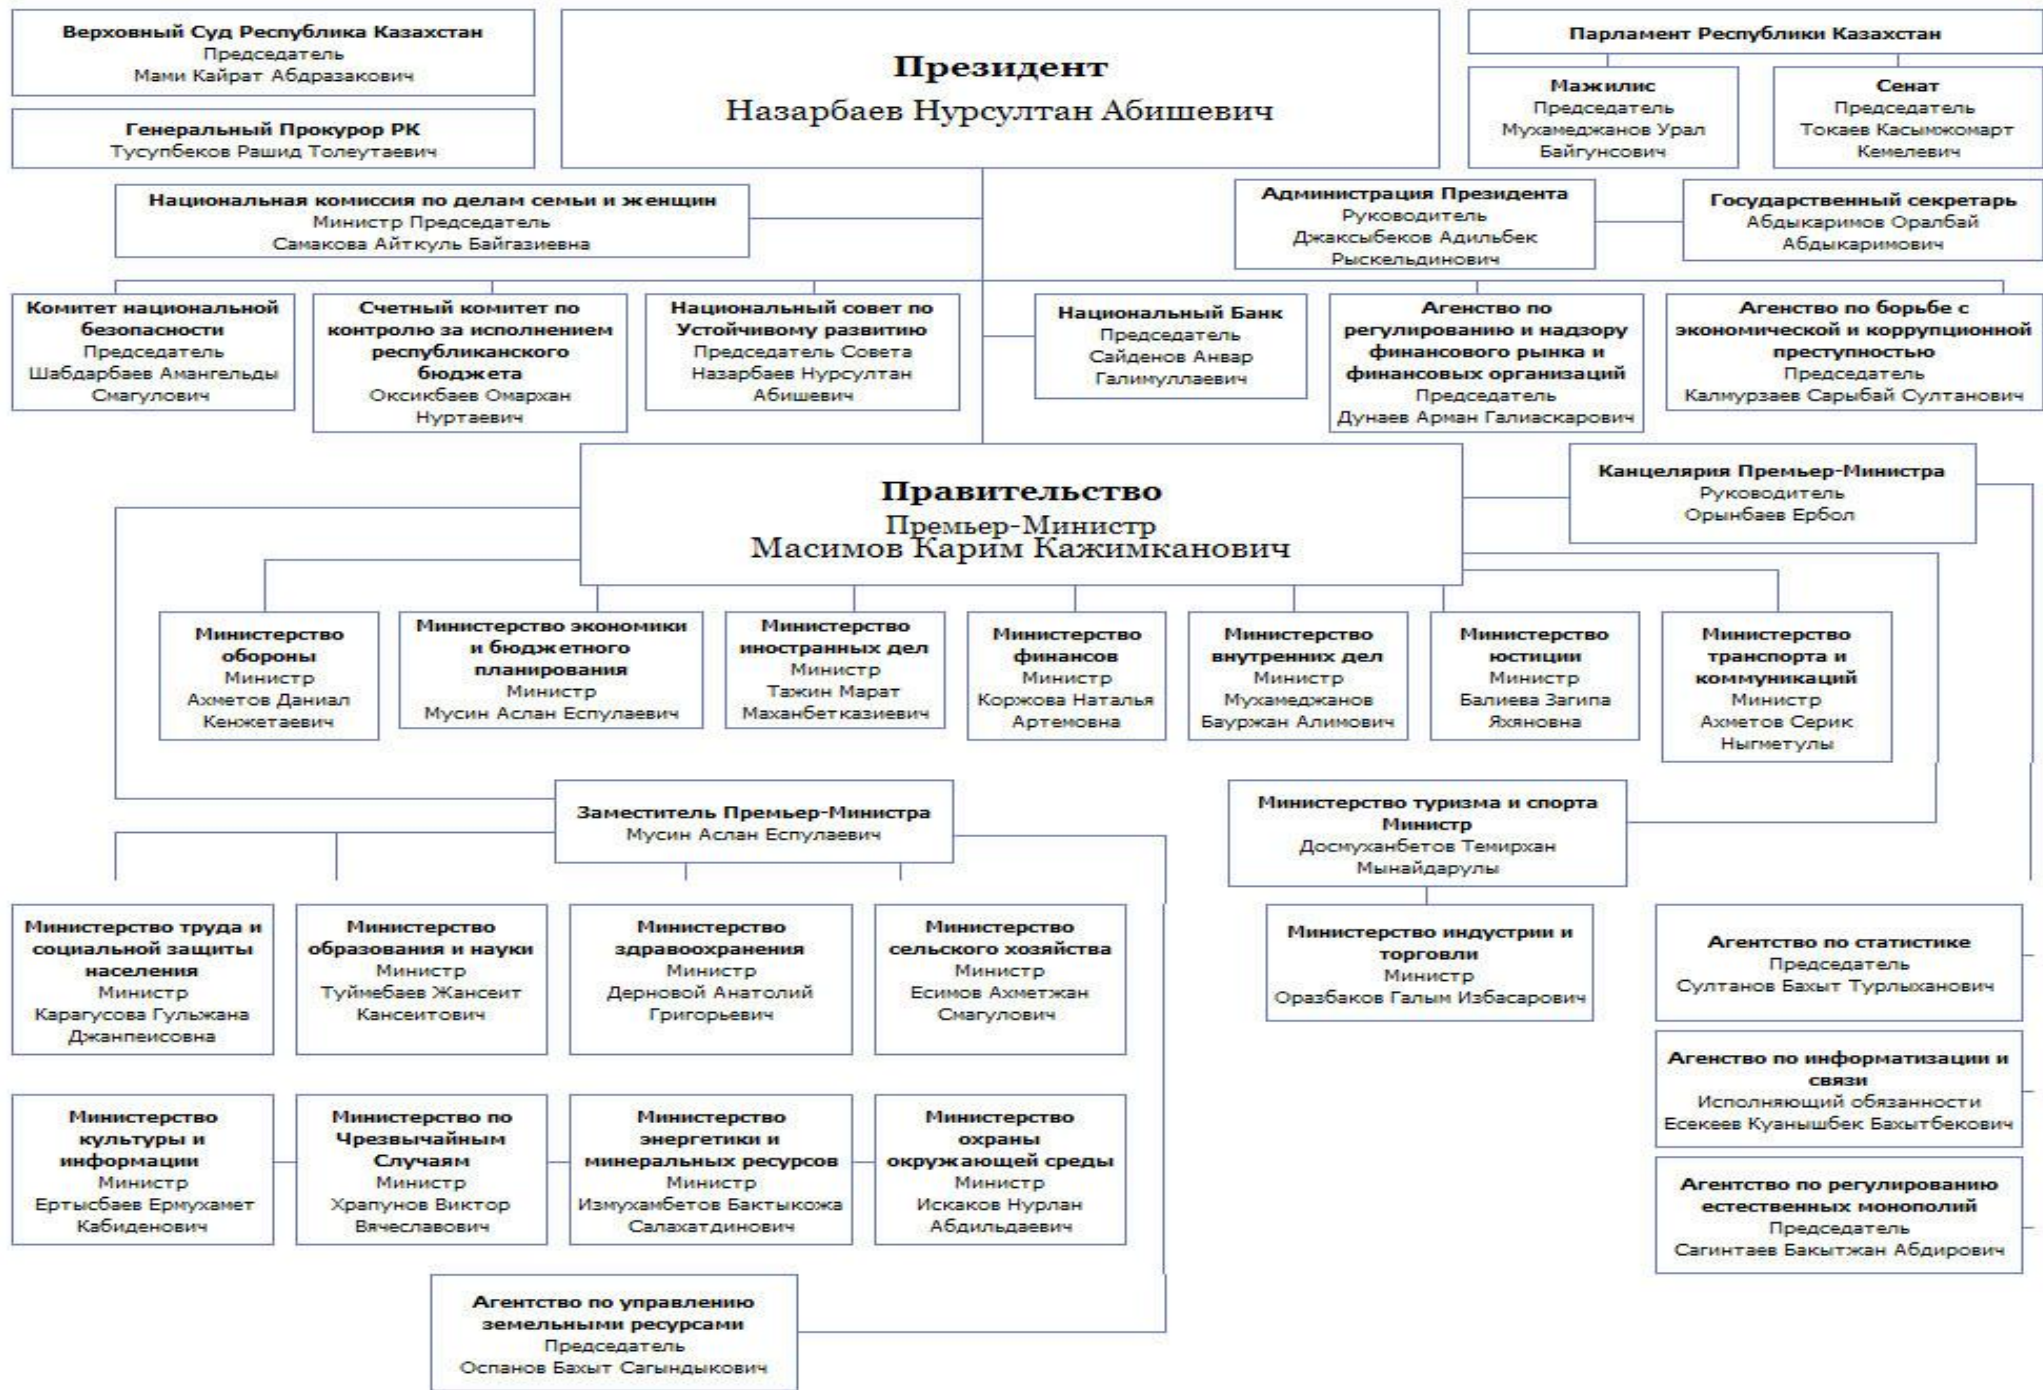 Верховный Суд Республика Казахстан
Председатель
Мами Кайрат Абдразакович
Генеральный Прокурор РК
Тусупбеков Рашид Толеутаевич
Президент
Назарбаев Нурсултан Абишевич
Парламент Республики Казахстан
Мажилис
Председатель
Мухамеджанов Урал
Байгунсович
Сенат
Председатель
Токаев Касымжомарт
Кемелевич
Национальная комиссия по делам семьи и женщин
Министр Председатель
Самакова Айткуль Байгазиевна
Администрация Президента
Руководитель
Джаксыбеков Адильбек
Рыскельдинович
Государственный секретарь
Абдыкаримов Оралбай
Абдыкаримович
Комитет национальной
безопасности
Председатель
Шабдарбаев Амангельды
Смагулович
Счетный комитет по
контролю за исполнением
республиканского
бюджета
Оксикбаев Омархан
Нуртаевич
Национальный совет по
Устойчивому развитию
Председатель Совета
Назарбаев Нурсултан
Абишевич
Национальный Банк
Председатель
Сайденов Анвар
Галимуллаевич
Агенство по
регулированию и надзору
финансового рынка и
финансовых организаций
Председатель
Дунаев Арман Галиаскарович
Агенство по борьбе с
экономической и коррупционной
преступностью
Председатель
Калмурзаев Сарыбай Султанович
Правительство
Премьер-Министр
Масимов Карим Кажимканович
Канцелярия Премьер-Министра
Руководитель
Орынбаев Ербол
Министерство
обороны
Министр
Ахметов Даниал
Кенжетаевич
Министерство экономики
и бюджетного
планирования
Министр
Мусин Аслан Еспулаевич
Министерство
иностранных дел
Министр
Тажин Марат
Маханбетказиевич
Министерство
финансов
Министр
Коржова Наталья
Артемовна
Министерство
внутренних дел
Министр
Мухамеджанов
Бауржан Алимович
Министерство
юстиции
Министр
Балиева Загипа
Яхяновна
Министерство
транспорта и
коммуникаций
Министр
Ахметов Серик
Ныгметулы
Заместитель Премьер-Министра
Мусин Аслан Еспулаевич
Министерство туризма и спорта
Министр
Досмуханбетов Темирхан
Мынайдарулы
Министерство труда и
социальной защиты
населения
Министр
Карагусова Гульжана
Джанпеисовна
Министерство
образования и науки
Министр
Туймебаев Жансеит
Кансеитович
Министерство
здравоохранения
Министр
Дерновой Анатолий
Григорьевич
Министерство
сельского хозяйства
Министр
Есимов Ахметжан
Смагулович
Министерство индустрии и
торговли
Министр
Оразбаков Галым Избасарович
Агентство по статистике
Председатель
Султанов Бахыт Турлыханович
Агенство по информатизации и
связи
Исполняющий обязанности
Есекеев Куанышбек Бахытбекович
Министерство
культуры и
информации
Министр
Ертысбаев Ермухамет
Кабиденович
Министерство по
Чрезвычайным
Случаям
Министр
Храпунов Виктор
Вячеславович
Министерство
энергетики и
минеральных ресурсов
Министр
Измухамбетов Бактыкожа
Салахатдинович
Министерство
охраны
окружающей среды
Министр
Искаков Нурлан
Абдильдаевич
Агентство по регулированию
естественных монополий
Председатель
Сагинтаев Бакытжан Абдирович
Агентство по управлению
земельными ресурсами
Председатель
Оспанов Бахыт Сагындыкович